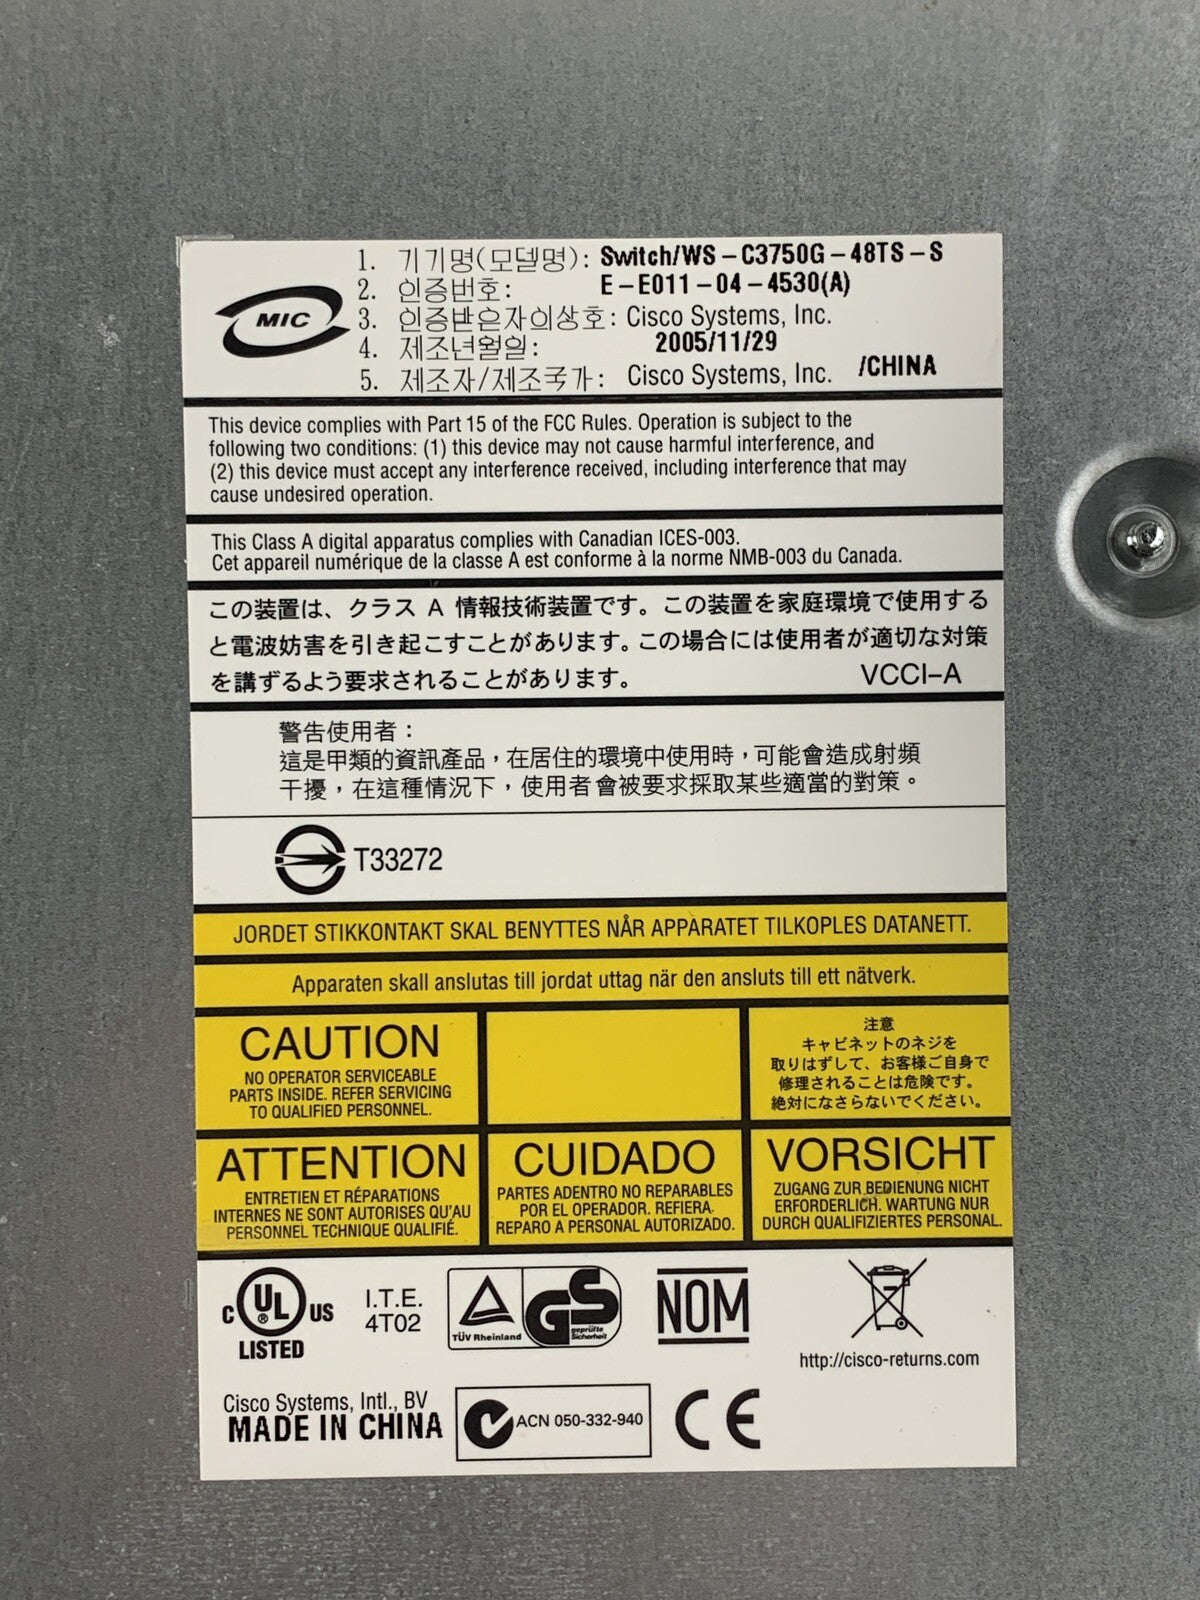 MIC
1. 기기명(모델명): Switch/WS-C3750G-48TS-S
2. 인증번호: E-E011-04-4530(A)
3. 인증받은자의상호: Cisco Systems, Inc.
4. 제조년월일: 2005/11/29
5. 제조자/제조국가: Cisco Systems, Inc. /CHINA
This device complies with Part 15 of the FCC Rules. Operation is subject to the
following two conditions: (1) this device may not cause harmful interference, and
(2) this device must accept any interference received, including interference that may
cause undesired operation.
This Class A digital apparatus complies with Canadian ICES-003.
Cet appareil numérique de la classe A est conforme à la norme NMB-003 du Canada.
この装置は、クラス A 情報技術装置です。この装置を家庭環境で使用する
と電波妨害を引き起こすことがあります。この場合には使用者が適切な対策
を講ずるよう要求されることがあります。 VCCI-A
警告使用者：
這是甲類的資訊產品，在居住的環境中使用時，可能會造成射頻
干擾，在這種情況下，使用者會被要求採取某些適當的對策。
T33272
JORDET STIKKONTAKT SKAL BENYTTES NÅR APPARATET TILKOPLES DATANETT.
Apparaten skall anslutas till jordat uttag när den ansluts till ett nätverk.
CAUTION
NO OPERATOR SERVICEABLE
PARTS INSIDE. REFER SERVICING
TO QUALIFIED PERSONNEL.
注意
キャビネットのネジを
取りはずして、お客様ご自身で
修理されることは危険です。
絶対になさらないでください。
ATTENTION
ENTRETIEN ET RÉPARATIONS
INTERNES NE SONT AUTORISES QU'AU
PERSONNEL TECHNIQUE QUALIFIÉ.
CUIDADO
PARTES ADENTRO NO REPARABLES
POR EL OPERADOR. REFIERA
REPARO A PERSONAL AUTORIZADO.
VORSICHT
ZUGANG ZUR BEDIENUNG NICHT
ERFORDERLICH. WARTUNG NUR
DURCH QUALIFIZIERTES PERSONAL.
C UL ® US
LISTED
I.T.E.
4T02
TÜV Rheinland
GS
geprüfte
Sicherheit
NOM
http://cisco-returns.com
Cisco Systems, Intl., BV
MADE IN CHINA
ACN 050-332-940
CE